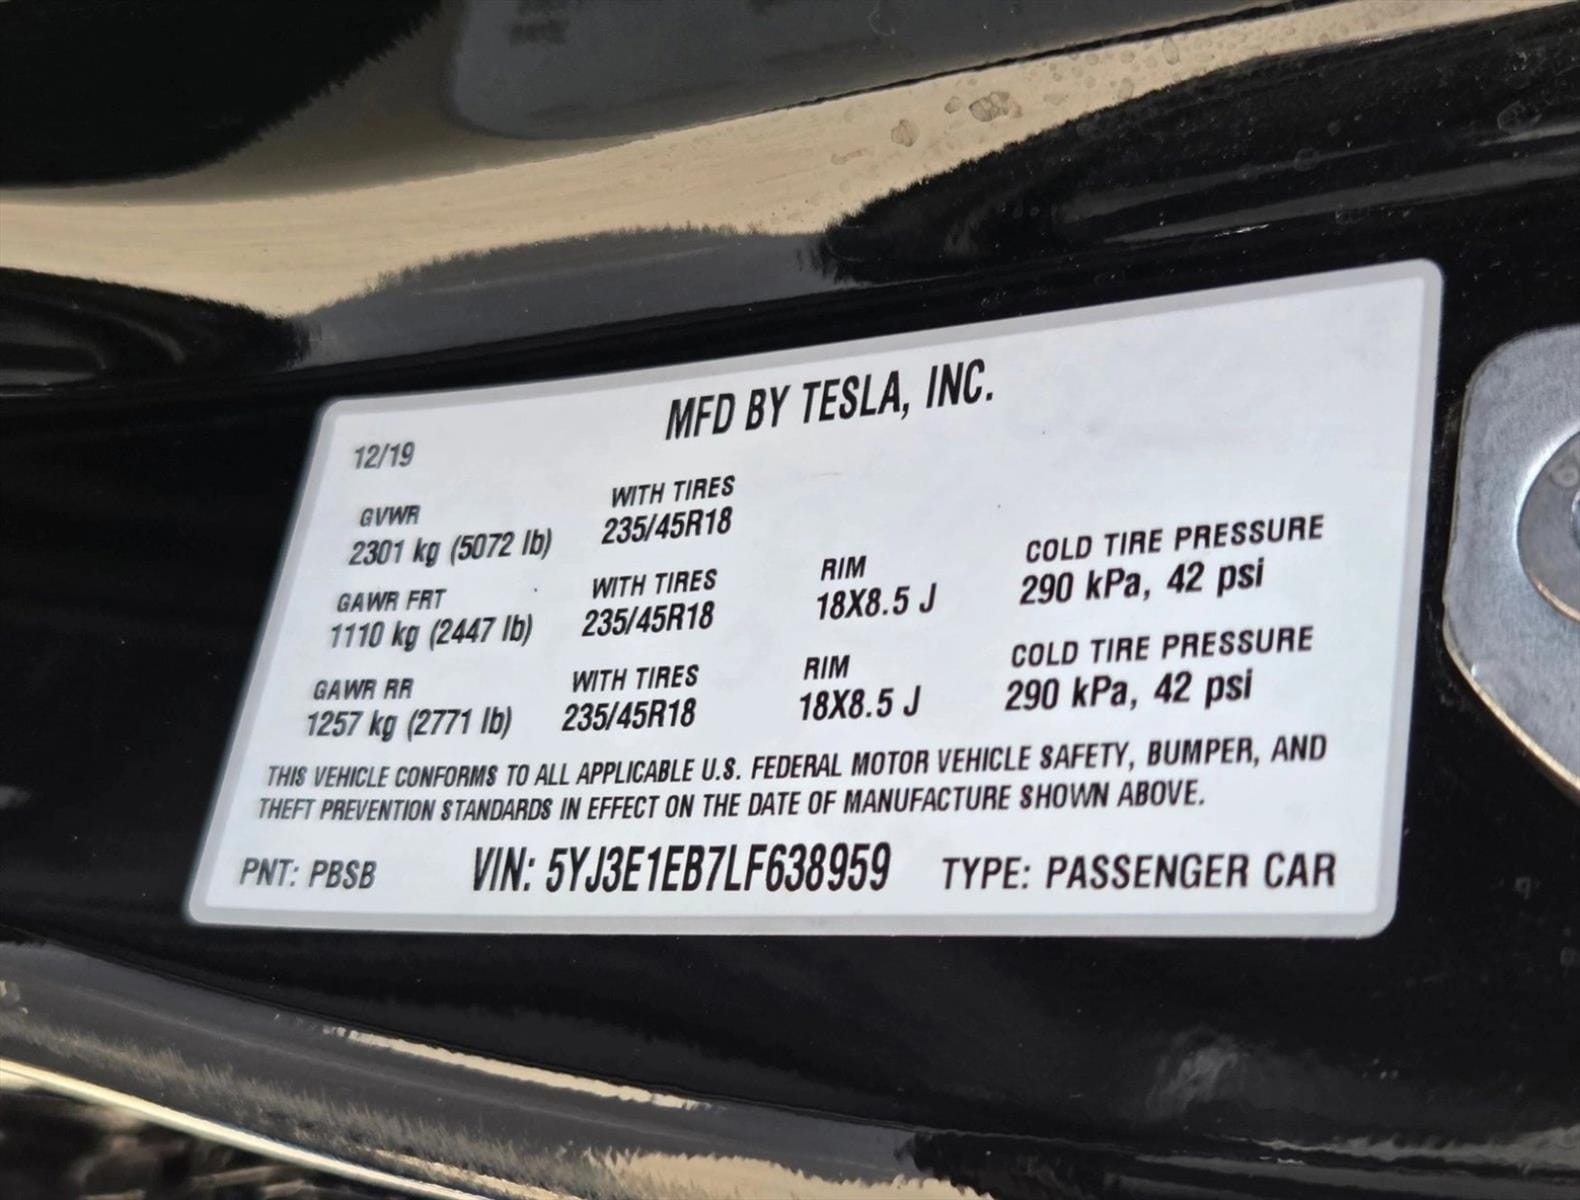 MFD BY TESLA, INC.
12/19
GVWR WITH TIRES
2301 kg (5072 lb) 235/45R18
GAWR FRT WITH TIRES RIM COLD TIRE PRESSURE
1110 kg (2447 lb) 235/45R18 18X8.5 J 290 kPa, 42 psi
GAWR RR WITH TIRES RIM COLD TIRE PRESSURE
1257 kg (2771 lb) 235/45R18 18X8.5 J 290 kPa, 42 psi
THIS VEHICLE CONFORMS TO ALL APPLICABLE U.S. FEDERAL MOTOR VEHICLE SAFETY, BUMPER, AND
THEFT PREVENTION STANDARDS IN EFFECT ON THE DATE OF MANUFACTURE SHOWN ABOVE.
PNT: PBSB VIN: 5YJ3E1EB7LF638959 TYPE: PASSENGER CAR